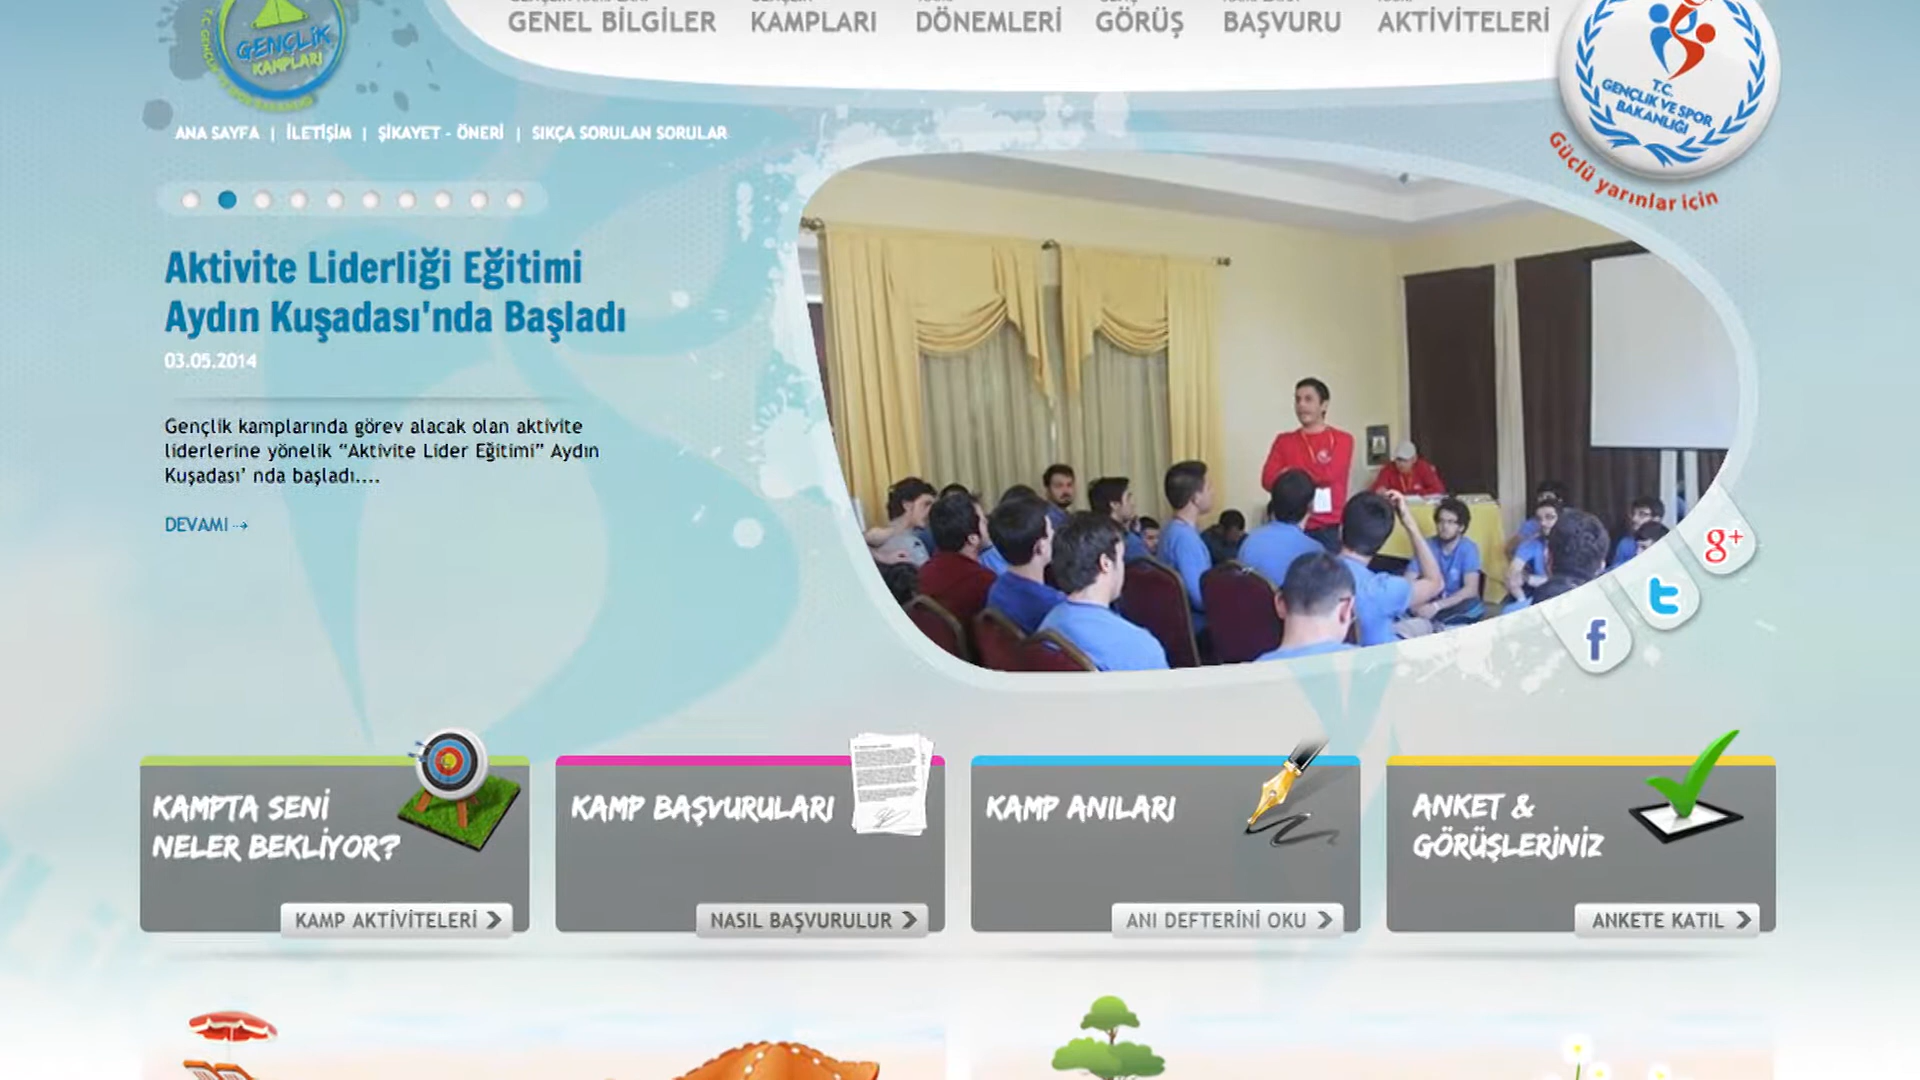 GENEL BİLGİLER
KAMPLARI
DÖNEMLERİ
GÖRÜŞ
BAŞVURU
AKTİVİTELERİ
GENÇLİK
KAMPLARI
T.C.
GENÇLİK VE SPOR
BAKANLIĞI
Güçlü yarınlar için
ANA SAYFA | İLETİŞİM | ŞİKAYET - ÖNERİ | SIKÇA SORULAN SORULAR
Aktivite Liderliği Eğitimi
Aydın Kuşadası'nda Başladı
03.05.2014
Gençlik kamplarında görev alacak olan aktivite
liderlerine yönelik “Aktivite Lider Eğitimi” Aydın
Kuşadası’ nda başladı....
DEVAMI
g+
t
f
KAMPTA SENİ
NELER BEKLİYOR?
KAMP AKTİVİTELERİ
KAMP BAŞVURULARI
NASIL BAŞVURULUR
KAMP ANILARI
ANI DEFTERİNİ OKU
ANKET &
GÖRÜŞLERİNİZ
ANKETE KATIL